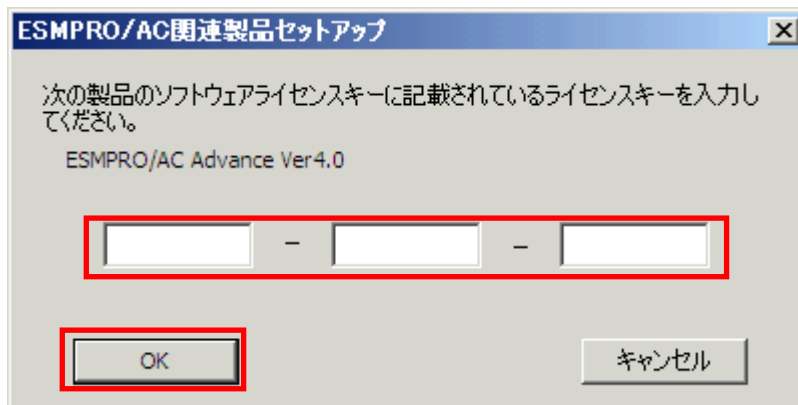 ESMPRO/AC関連製品セットアップ
次の製品のソフトウェアライセンスキーに記載されているライセンスキーを入力し
てください。
ESMPRO/AC Advance Ver4.0
– –
OK キャンセル